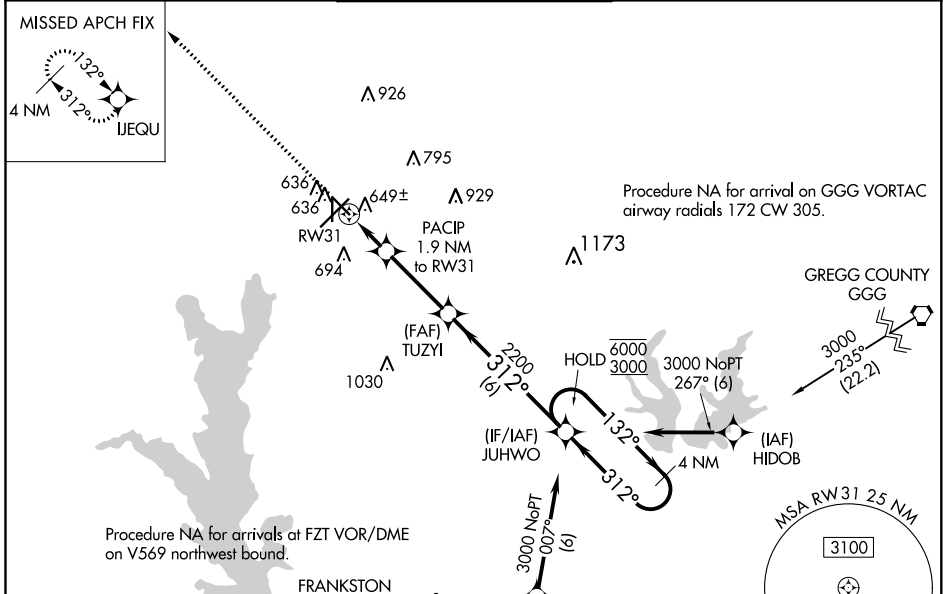 MISSED APCH FIX
132°
312°
4 NM
IJEQU
926
795
636
636
649±
929
RW31
PACIP
1.9 NM
to RW31
694
Procedure NA for arrival on GGG VORTAC
airway radials 172 CW 305.
1173
GREGG COUNTY
GGG
3000
235°
(22.2)
(FAF)
TUZYI
1030
2200
312°
(6)
HOLD
6000
3000
3000 NoPT
267° (6)
(IF/IAF)
JUHWO
132°
312°
4 NM
(IAF)
HIDOB
3000 NoPT
007°
(6)
Procedure NA for arrivals at FZT VOR/DME
on V569 northwest bound.
FRANKSTON
MSA RW31 25 NM
3100